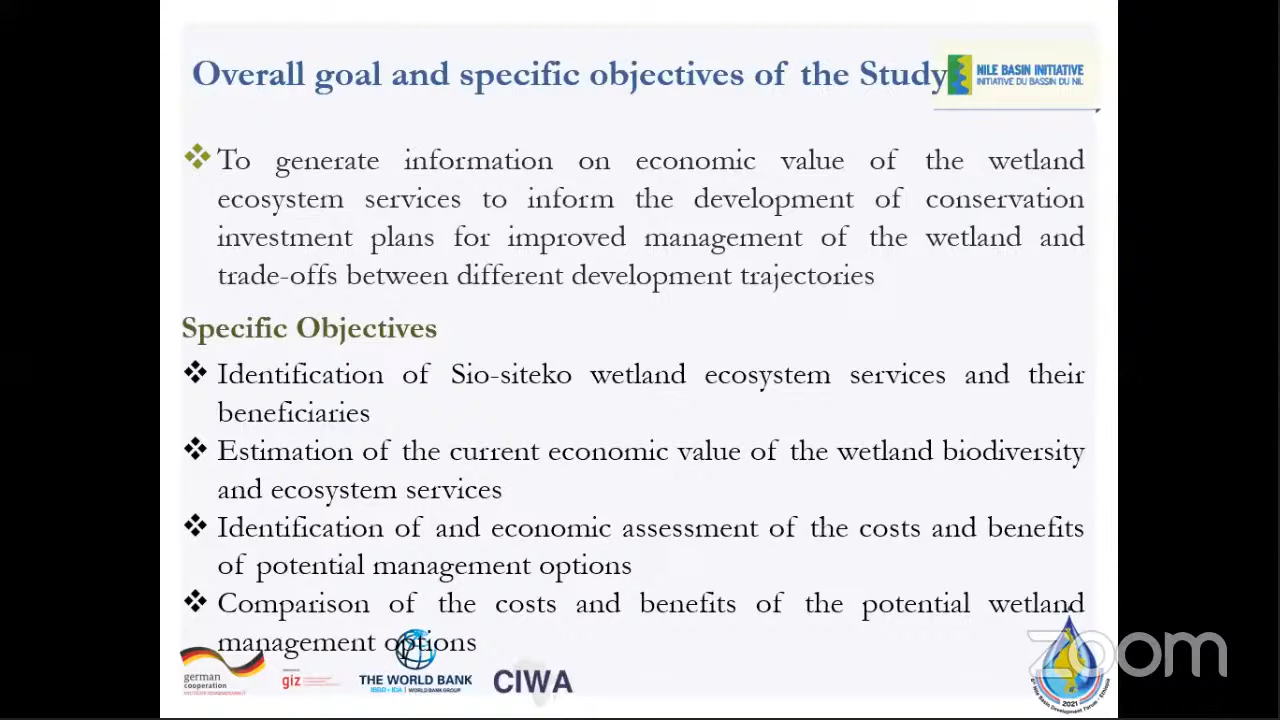 Overall goal and specific objectives of the Study
NILE BASIN INITIATIVE
INITIATIVE DU BASSIN DU NIL
To generate information on economic value of the wetland
ecosystem services to inform the development of conservation
investment plans for improved management of the wetland and
trade-offs between different development trajectories
Specific Objectives
Identification of Sio-siteko wetland ecosystem services and their
beneficiaries
Estimation of the current economic value of the wetland biodiversity
and ecosystem services
Identification of and economic assessment of the costs and benefits
of potential management options
Comparison of the costs and benefits of the potential wetland
management options
german
cooperation
giz
THE WORLD BANK
IBRD • IDA | WORLD BANK GROUP
CIWA
zoom
Nile Basin Development Forum - Ethiopia
2021